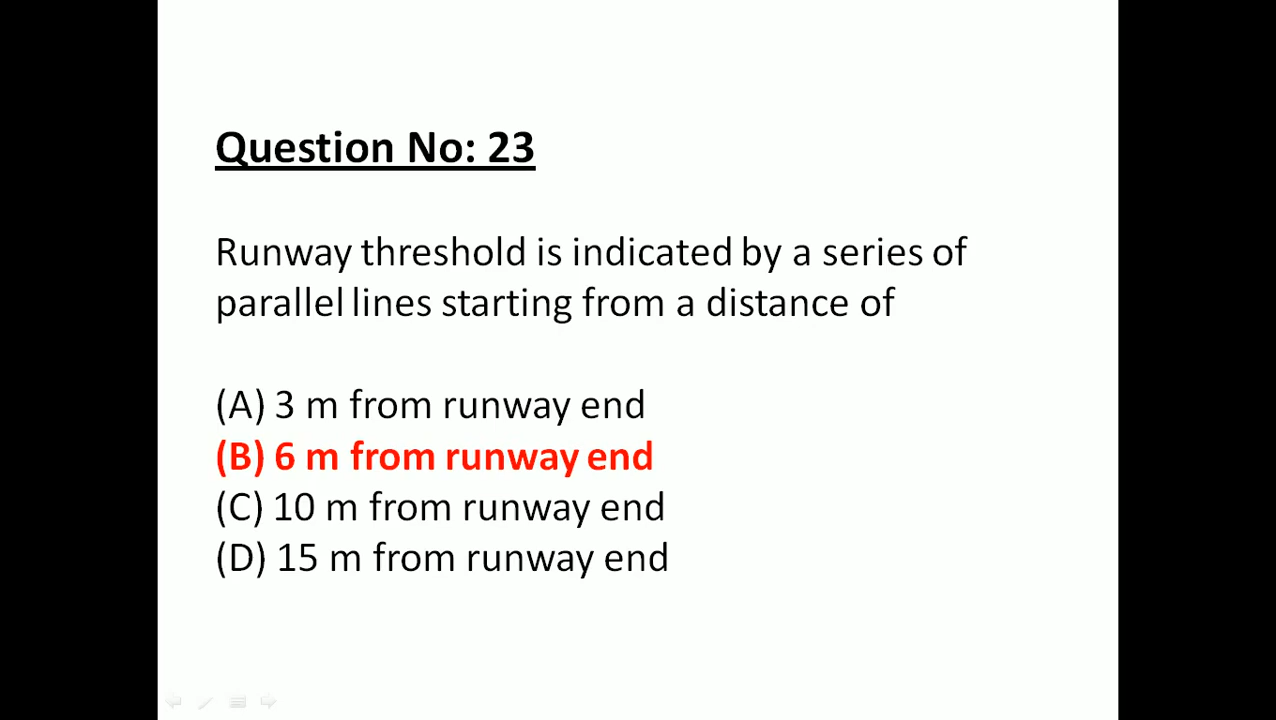 Question No: 23
Runway threshold is indicated by a series of
parallel lines starting from a distance of
(A) 3 m from runway end
(B) 6 m from runway end
(C) 10 m from runway end
(D) 15 m from runway end